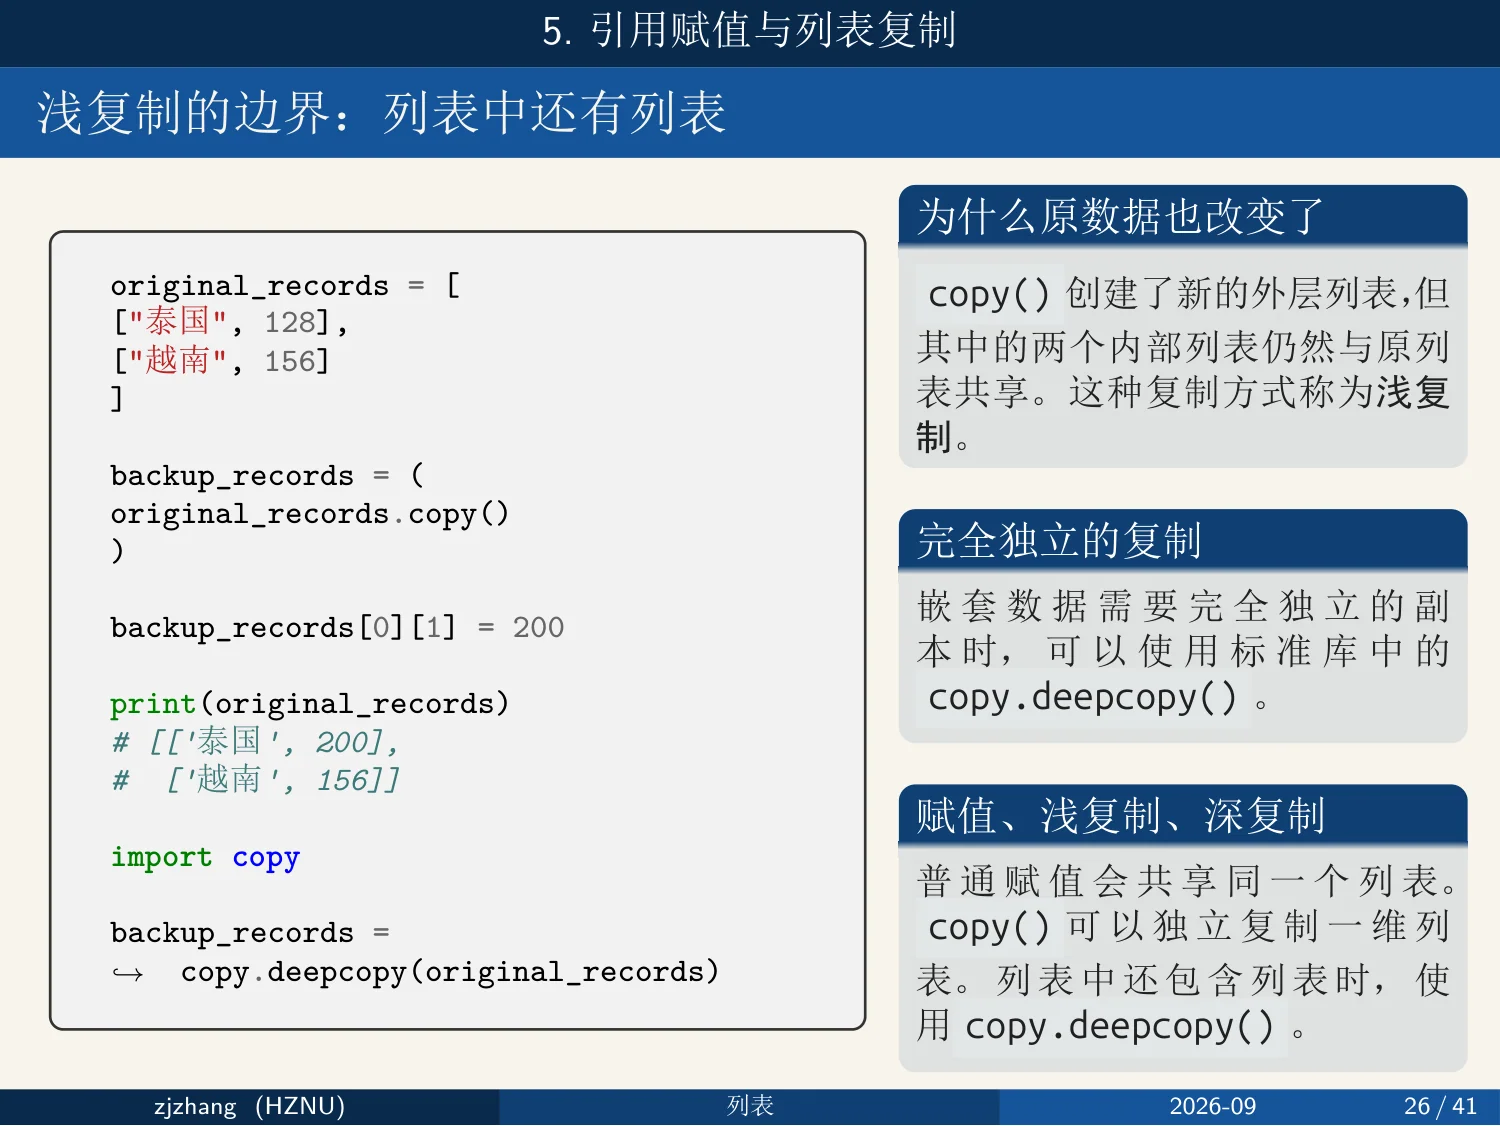 5. 引用赋值与列表复制
浅复制的边界：列表中还有列表
original_records = [
["泰国", 128],
["越南", 156]
]
backup_records = (
original_records.copy()
)
backup_records[0][1] = 200
print(original_records)
# [['泰国', 200],
#  ['越南', 156]]
import copy
backup_records =
↪ copy.deepcopy(original_records)
为什么原数据也改变了
copy() 创建了新的外层列表，但
其中的两个内部列表仍然与原列
表共享。这种复制方式称为浅复
制。
完全独立的复制
嵌套数据需要完全独立的副
本时，可以使用标准库中的
copy.deepcopy() 。
赋值、浅复制、深复制
普通赋值会共享同一个列表。
copy() 可以独立复制一维列
表。列表中还包含列表时，使
用 copy.deepcopy() 。
zjzhang (HZNU)
列表
2026-09
26 / 41